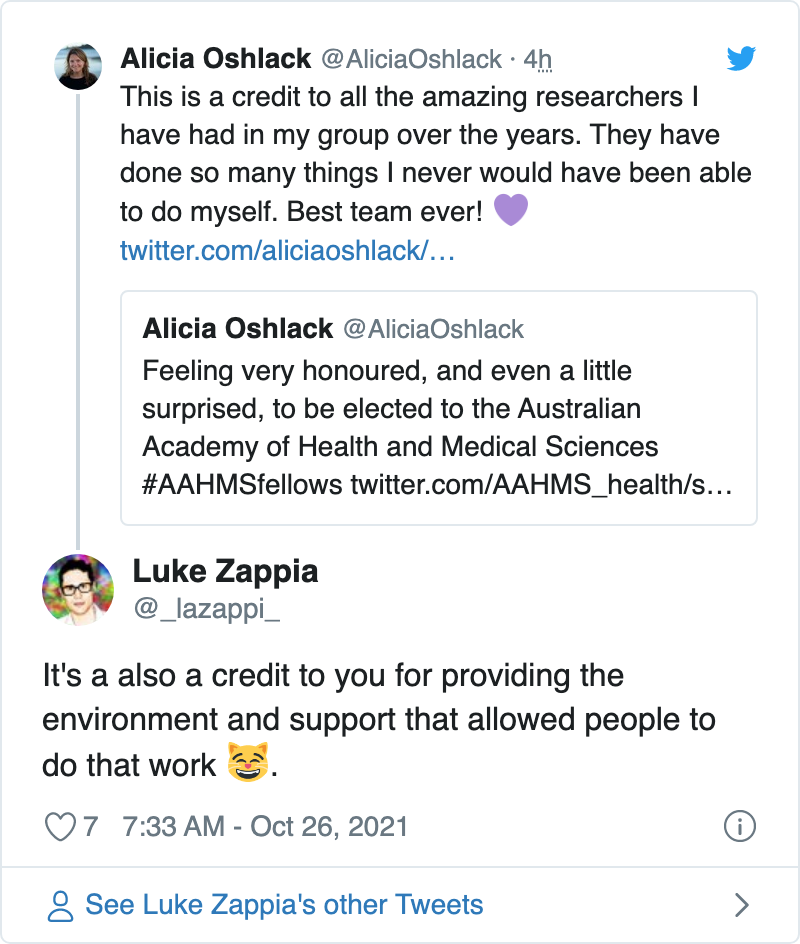 Alicia Oshlack @AliciaOshlack · 4h
This is a credit to all the amazing researchers I
have had in my group over the years. They have
done so many things I never would have been able
to do myself. Best team ever! 💜
twitter.com/aliciaoshlack/…
Alicia Oshlack @AliciaOshlack
Feeling very honoured, and even a little
surprised, to be elected to the Australian
Academy of Health and Medical Sciences
#AAHMSfellows twitter.com/AAHMS_health/s…
Luke Zappia
@_lazappi_
It's a also a credit to you for providing the
environment and support that allowed people to
do that work 😸.
7 7:33 AM - Oct 26, 2021
See Luke Zappia's other Tweets